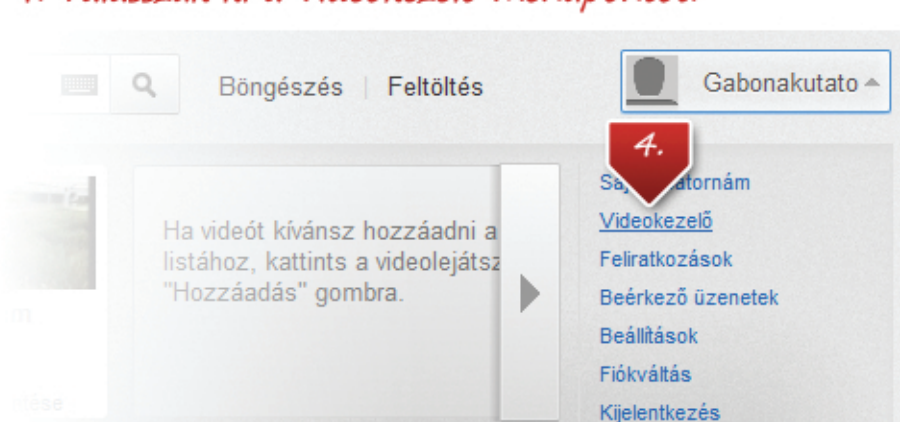 Böngészés | Feltöltés
Gabonakutato
4.
Videokezelő
Feliratkozások
Beérkező üzenetek
Beállítások
Fiókváltás
Kijelentkezés
Ha videót kívánsz hozzáadni a
listához, kattints a videolejátsz
"Hozzáadás" gombra.